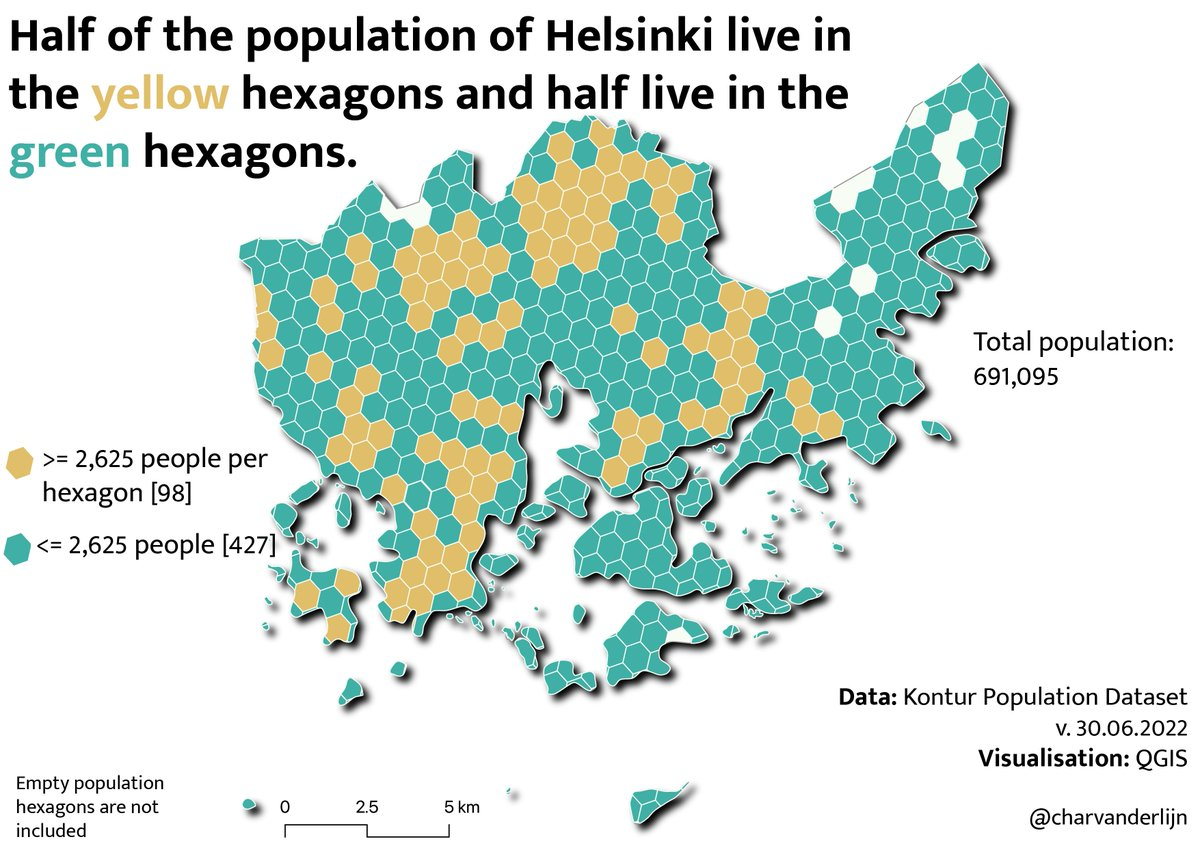 Half of the population of Helsinki live in
the yellow hexagons and half live in the
green hexagons.
Total population:
691,095
>= 2,625 people per
hexagon [98]
<= 2,625 people [427]
Data: Kontur Population Dataset
v. 30.06.2022
Visualisation: QGIS
@charvanderlijn
Empty population
hexagons are not
included
0 2.5 5 km